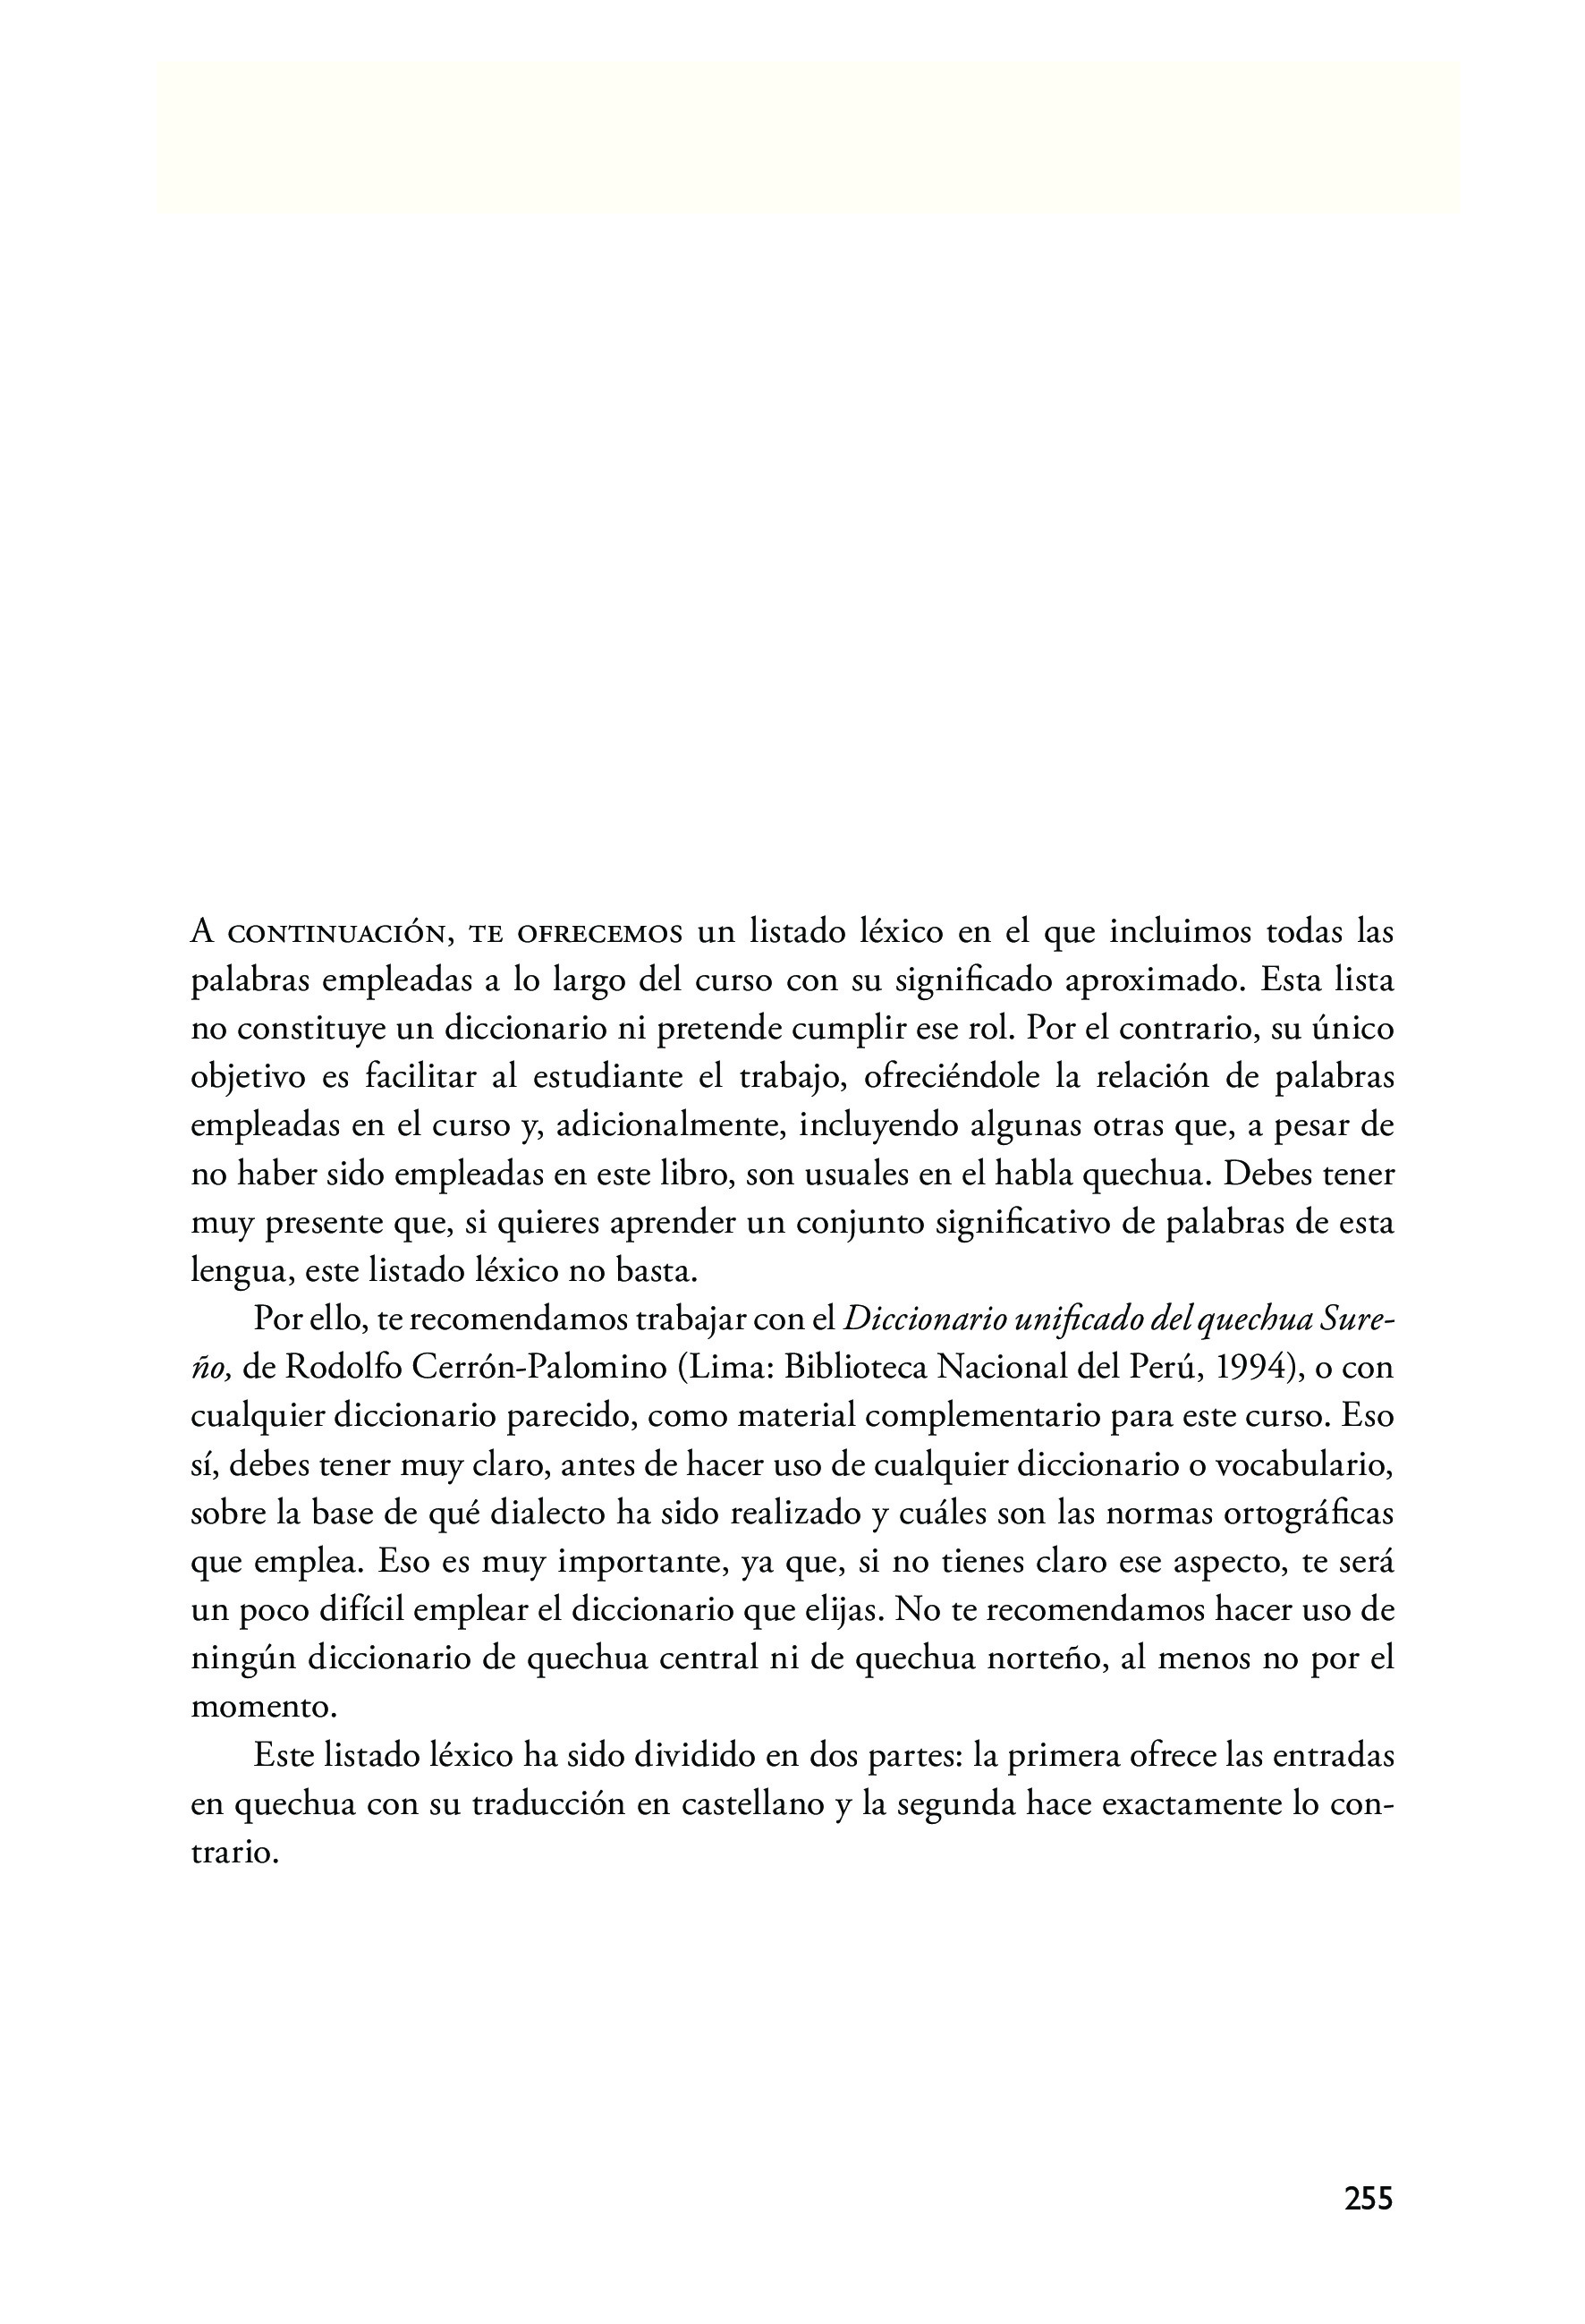 A CONTINUACIÓN, TE OFRECEMOS un listado léxico en el que incluimos todas las
palabras empleadas a lo largo del curso con su significado aproximado. Esta lista
no constituye un diccionario ni pretende cumplir ese rol. Por el contrario, su único
objetivo es facilitar al estudiante el trabajo, ofreciéndole la relación de palabras
empleadas en el curso y, adicionalmente, incluyendo algunas otras que, a pesar de
no haber sido empleadas en este libro, son usuales en el habla quechua. Debes tener
muy presente que, si quieres aprender un conjunto significativo de palabras de esta
lengua, este listado léxico no basta.
Por ello, te recomendamos trabajar con el Diccionario unificado del quechua Sure-
ño, de Rodolfo Cerrón-Palomino (Lima: Biblioteca Nacional del Perú, 1994), o con
cualquier diccionario parecido, como material complementario para este curso. Eso
sí, debes tener muy claro, antes de hacer uso de cualquier diccionario o vocabulario,
sobre la base de qué dialecto ha sido realizado y cuáles son las normas ortográficas
que emplea. Eso es muy importante, ya que, si no tienes claro ese aspecto, te será
un poco difícil emplear el diccionario que elijas. No te recomendamos hacer uso de
ningún diccionario de quechua central ni de quechua norteño, al menos no por el
momento.
Este listado léxico ha sido dividido en dos partes: la primera ofrece las entradas
en quechua con su traducción en castellano y la segunda hace exactamente lo con-
trario.
255